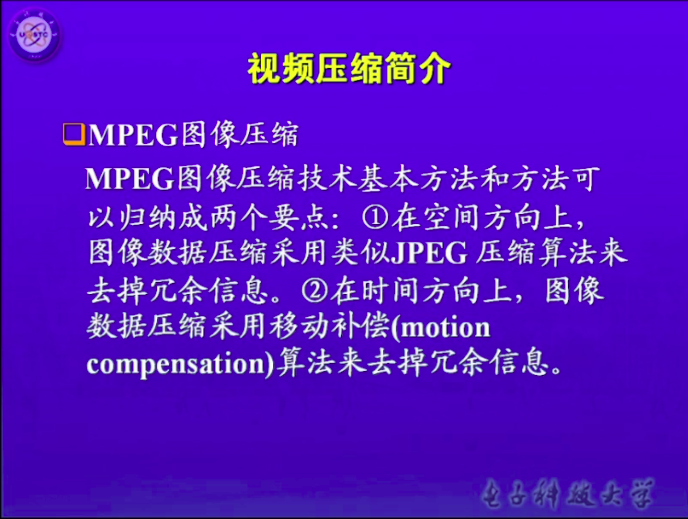 视频压缩简介
MPEG图像压缩
MPEG图像压缩技术基本方法和方法可
以归纳成两个要点：①在空间方向上，
图像数据压缩采用类似JPEG 压缩算法来
去掉冗余信息。②在时间方向上，图像
数据压缩采用移动补偿(motion
compensation)算法来去掉冗余信息。
电子科技大学